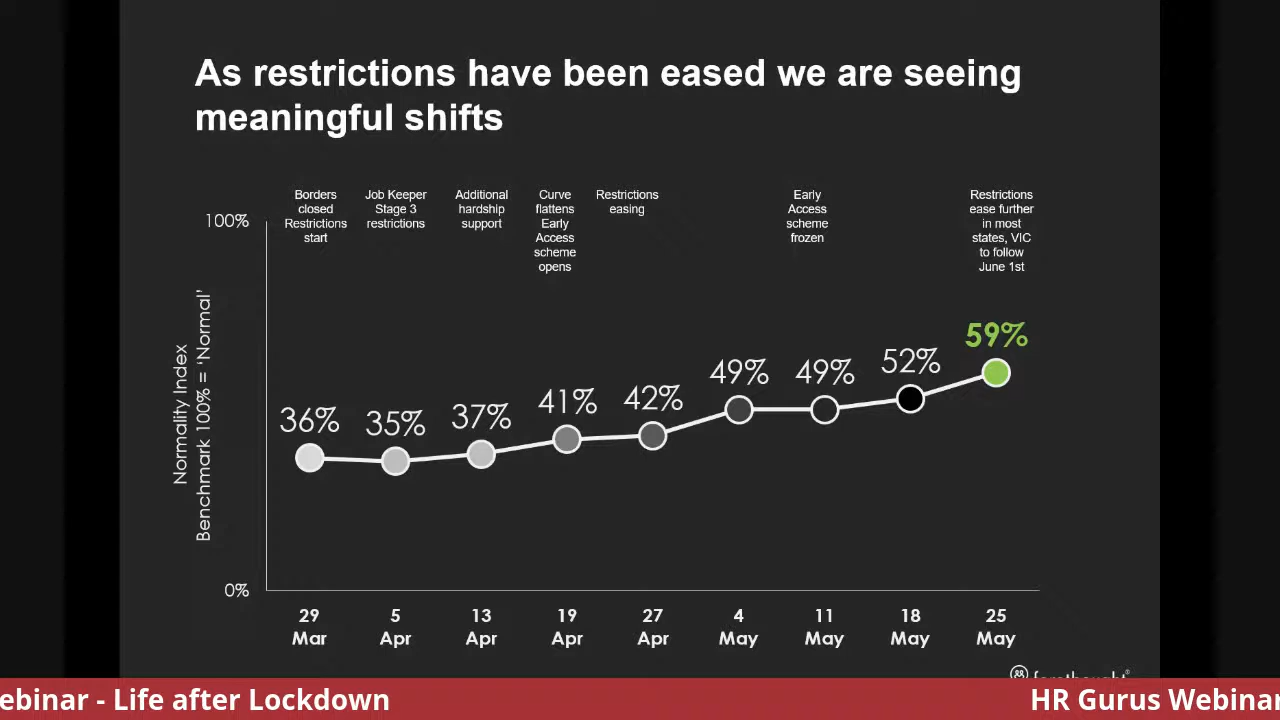 As restrictions have been eased we are seeing
meaningful shifts
Borders
closed
Restrictions
start
Job Keeper
Stage 3
restrictions
Additional
hardship
support
Curve
flattens
Early
Access
scheme
opens
Restrictions
easing
Early
Access
scheme
frozen
Restrictions
ease further
in most
states, VIC
to follow
June 1st
100%
Normality Index
Benchmark 100% = 'Normal'
0%
36%
35%
37%
41%
42%
49%
49%
52%
59%
29
Mar
5
Apr
13
Apr
19
Apr
27
Apr
4
May
11
May
18
May
25
May
ebinar - Life after Lockdown
HR Gurus Webinar